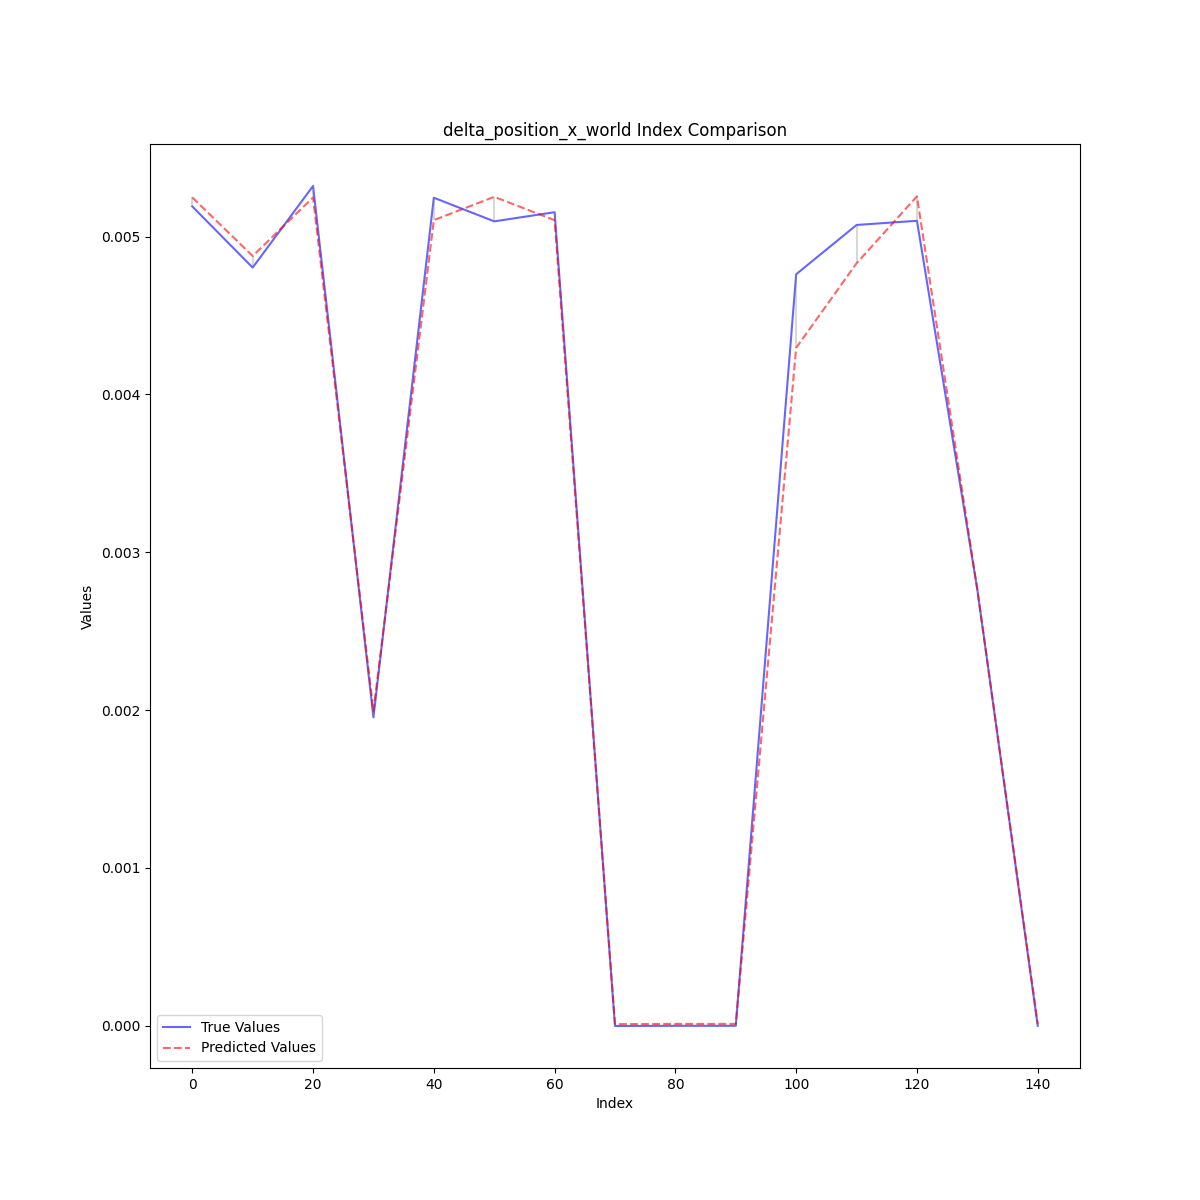 delta_position_x_world Index Comparison
0.005
0.004
0.003
0.002
0.001
0.000
Values
True Values
Predicted Values
0 20 40 60 80 100 120 140
Index